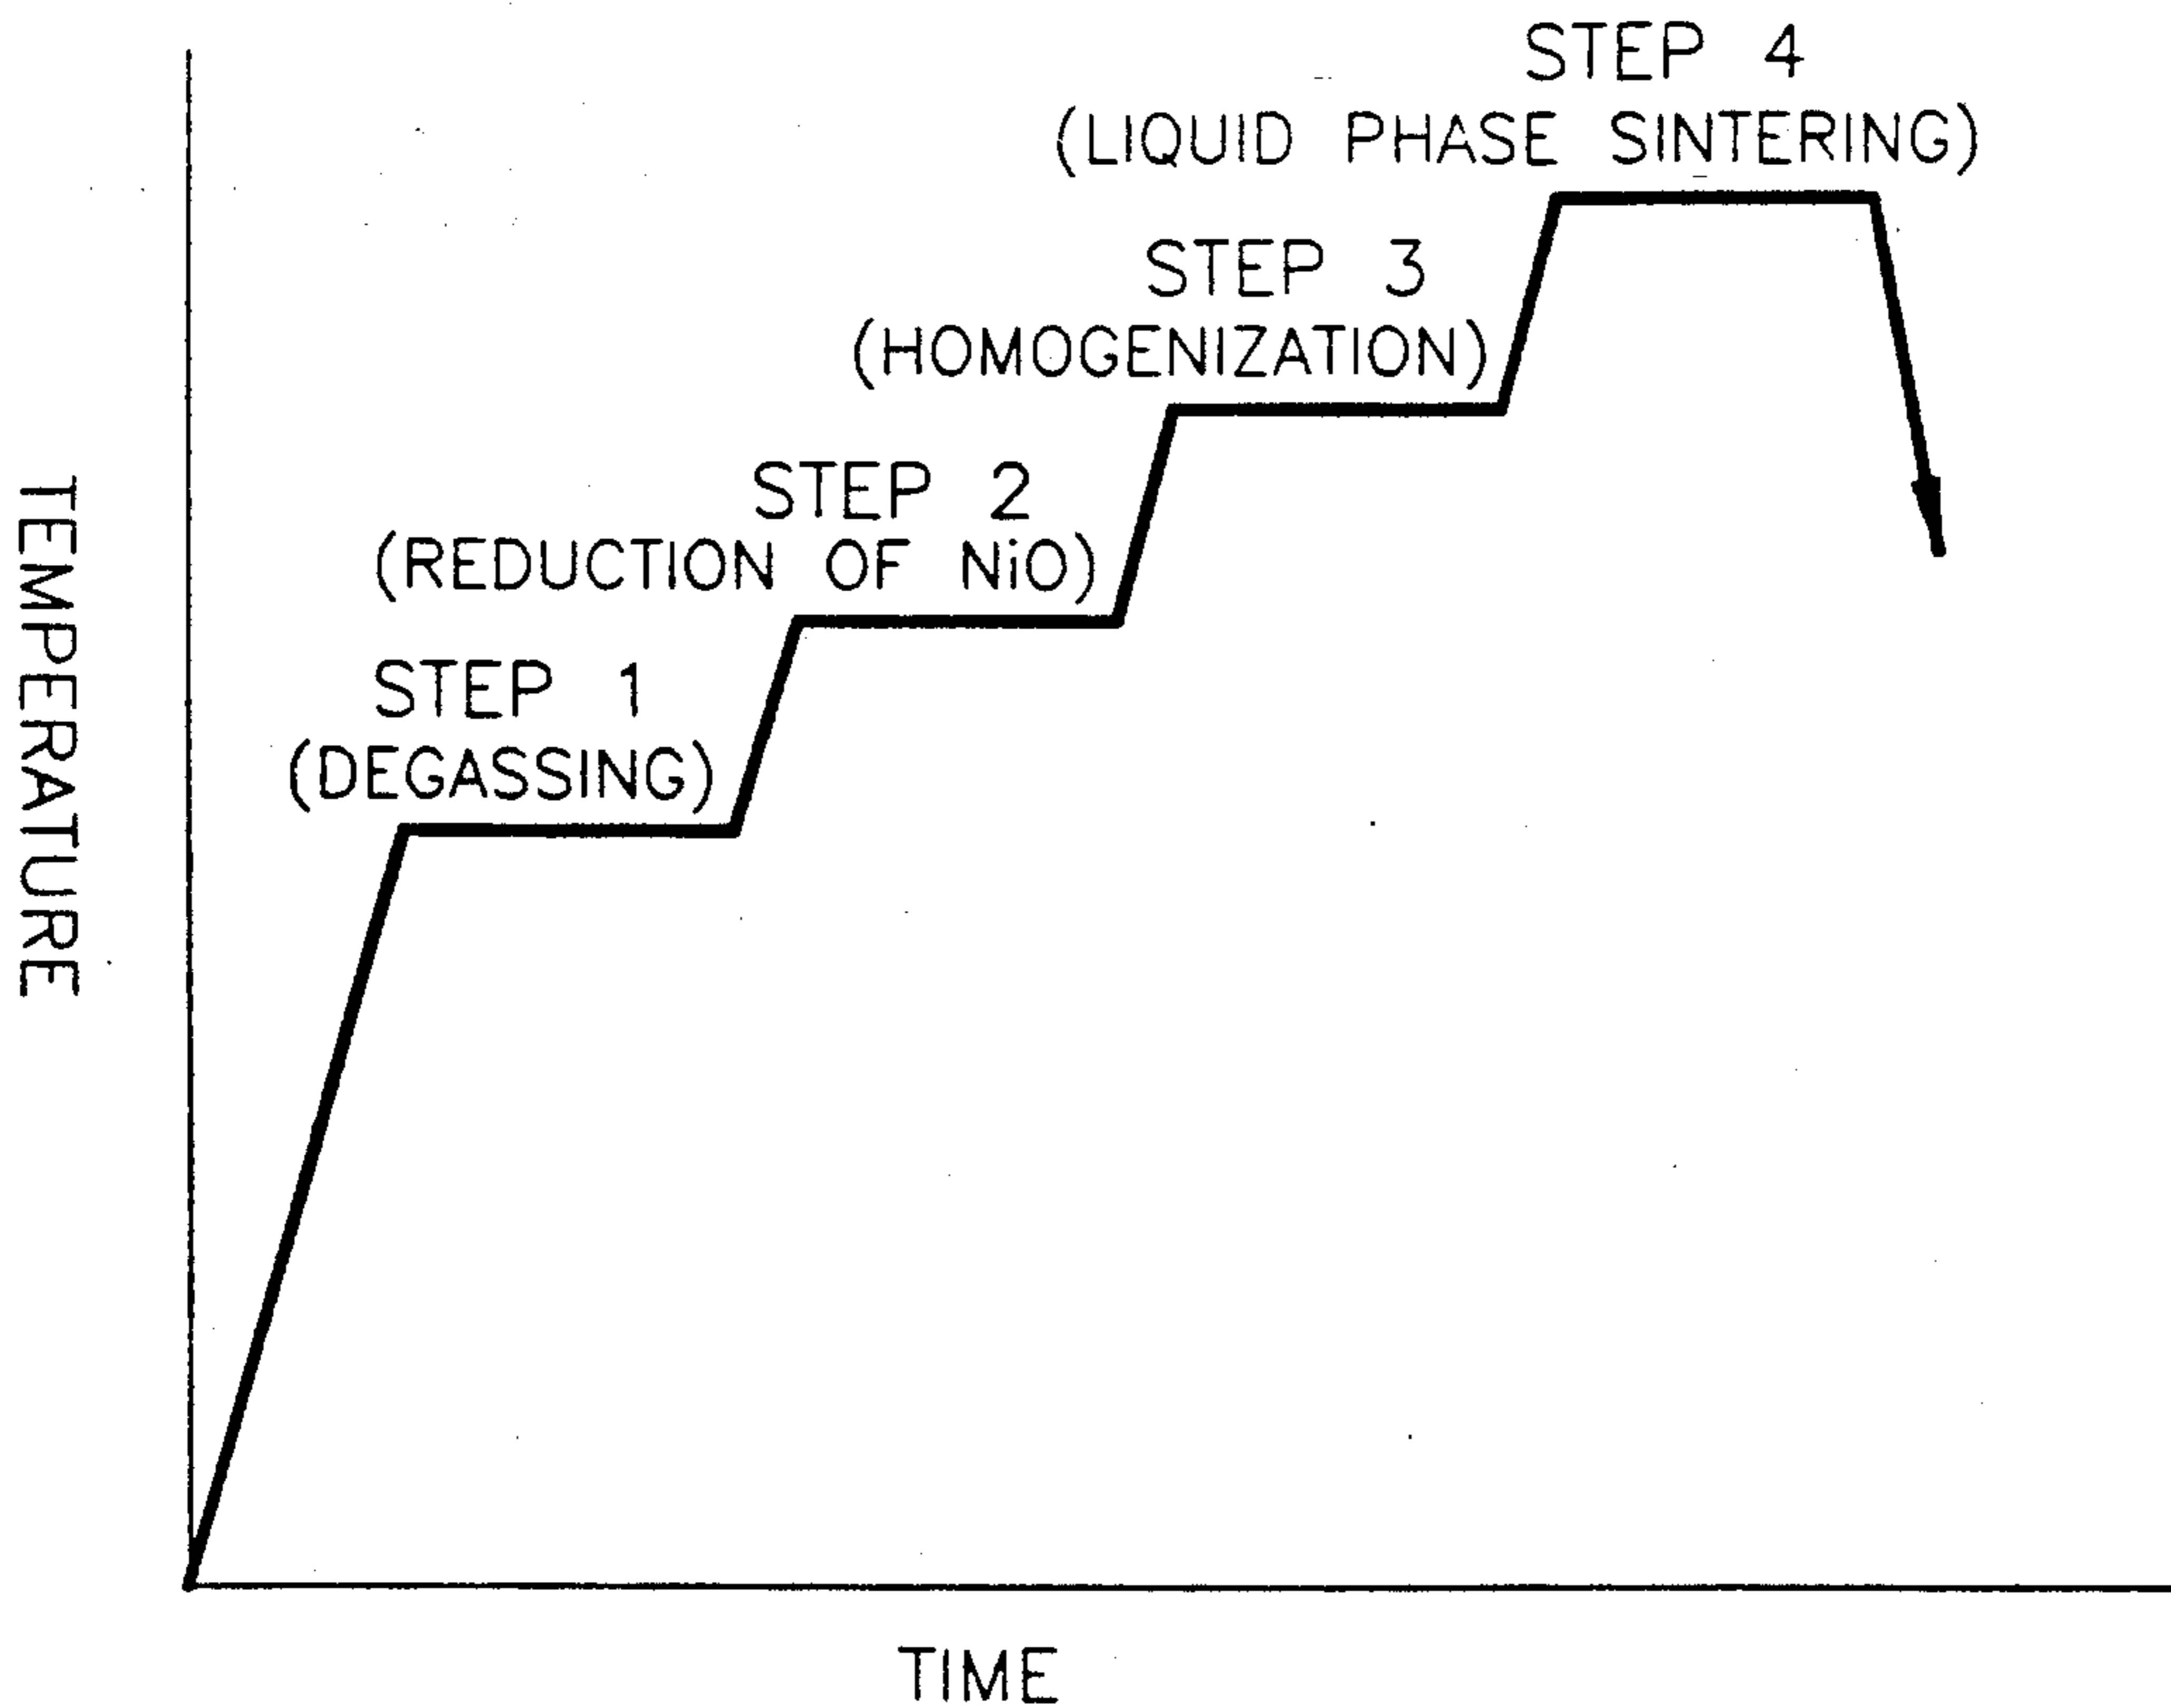 STEP 4
(LIQUID PHASE SINTERING)
STEP 3
(HOMOGENIZATION)
STEP 2
(REDUCTION OF NiO)
STEP 1
(DEGASSING)
TEMPERATURE
TIME